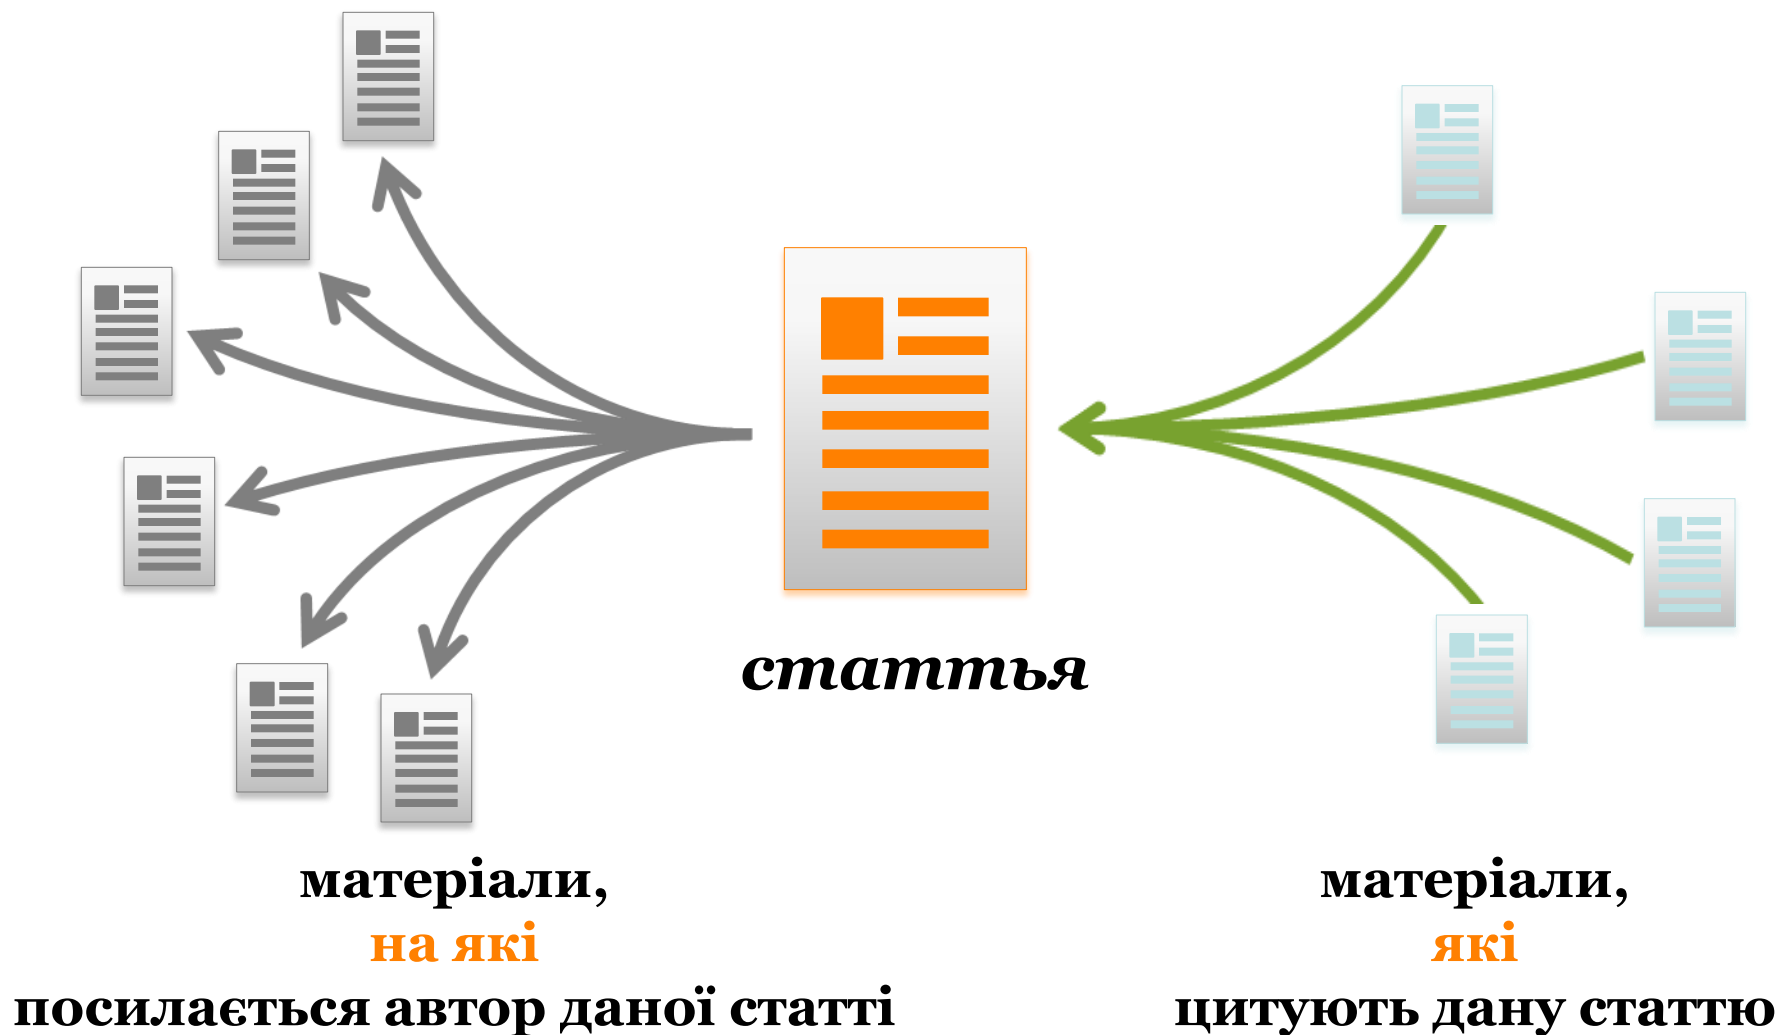 статтья
матеріали,
на які
посилається автор даної статті
матеріали,
які
цитують дану статтю